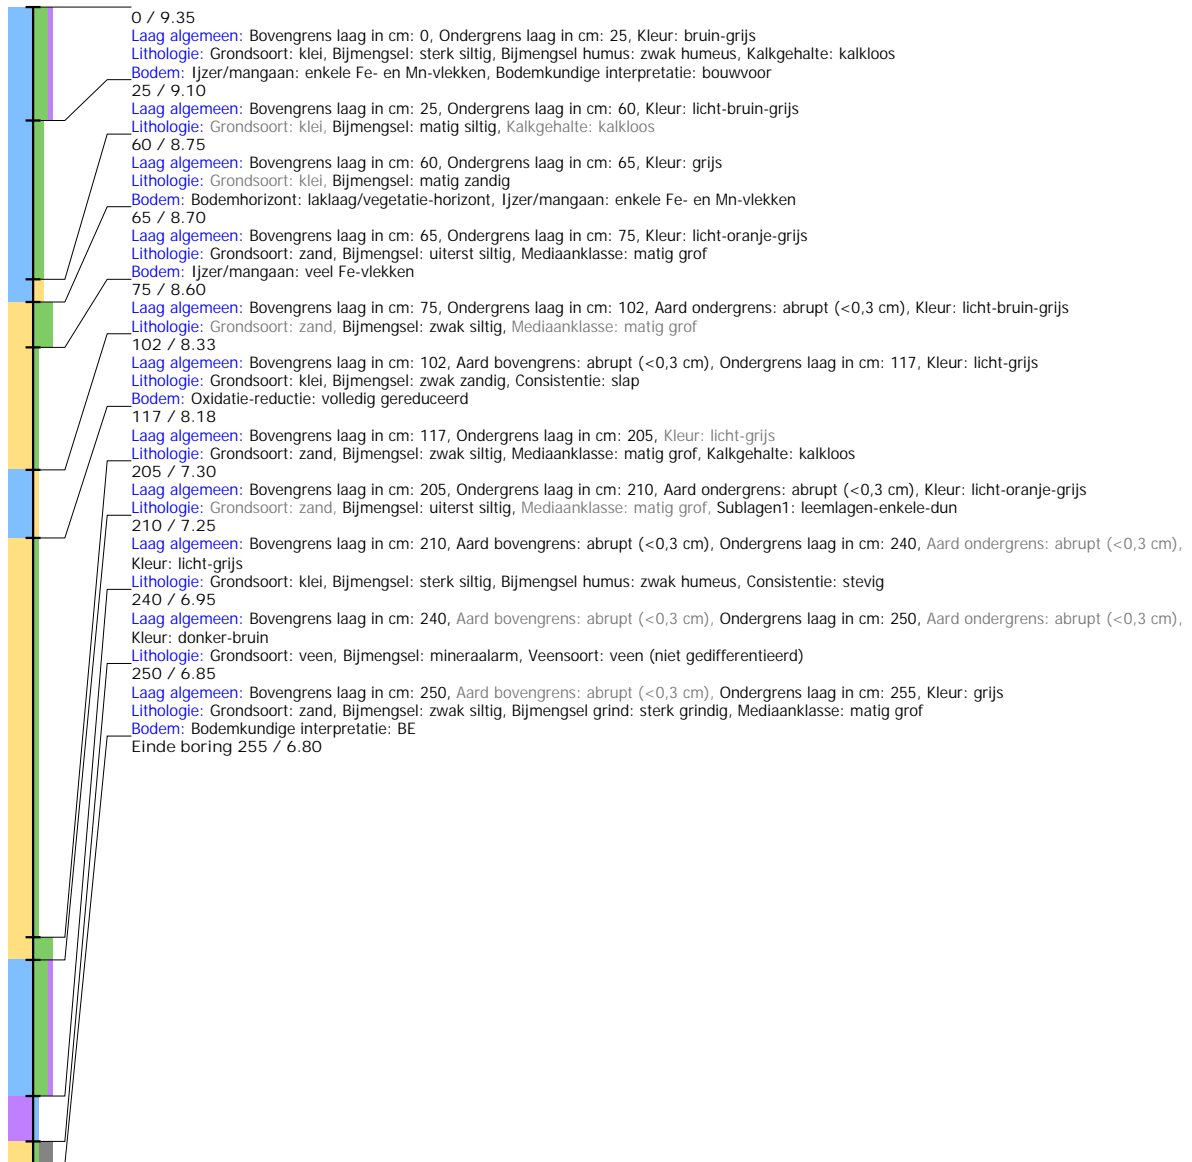 0 / 9.35
Laag algemeen: Bovengrens laag in cm: 0, Ondergrens laag in cm: 25, Kleur: bruin-grijs
Lithologie: Grondsoort: klei, Bijmengsel: sterk siltig, Bijmengsel humus: zwak humeus, Kalkgehalte: kalkloos
Bodem: Ijzer/mangaan: enkele Fe- en Mn-vlekken, Bodemkundige interpretatie: bouwvoor
25 / 9.10
Laag algemeen: Bovengrens laag in cm: 25, Ondergrens laag in cm: 60, Kleur: licht-bruin-grijs
Lithologie: Grondsoort: klei, Bijmengsel: matig siltig, Kalkgehalte: kalkloos
60 / 8.75
Laag algemeen: Bovengrens laag in cm: 60, Ondergrens laag in cm: 65, Kleur: grijs
Lithologie: Grondsoort: klei, Bijmengsel: matig zandig
Bodem: Bodemhorizont: laklaag/vegetatie-horizont, Ijzer/mangaan: enkele Fe- en Mn-vlekken
65 / 8.70
Laag algemeen: Bovengrens laag in cm: 65, Ondergrens laag in cm: 75, Kleur: licht-oranje-grijs
Lithologie: Grondsoort: zand, Bijmengsel: uiterst siltig, Mediaanklasse: matig grof
Bodem: Ijzer/mangaan: veel Fe-vlekken
75 / 8.60
Laag algemeen: Bovengrens laag in cm: 75, Ondergrens laag in cm: 102, Aard ondergrens: abrupt (<0,3 cm), Kleur: licht-bruin-grijs
Lithologie: Grondsoort: zand, Bijmengsel: zwak siltig, Mediaanklasse: matig grof
102 / 8.33
Laag algemeen: Bovengrens laag in cm: 102, Aard bovengrens: abrupt (<0,3 cm), Ondergrens laag in cm: 117, Kleur: licht-grijs
Lithologie: Grondsoort: klei, Bijmengsel: zwak zandig, Consistentie: slap
Bodem: Oxidatie-reductie: volledig gereduceerd
117 / 8.18
Laag algemeen: Bovengrens laag in cm: 117, Ondergrens laag in cm: 205, Kleur: licht-grijs
Lithologie: Grondsoort: zand, Bijmengsel: zwak siltig, Mediaanklasse: matig grof, Kalkgehalte: kalkloos
205 / 7.30
Laag algemeen: Bovengrens laag in cm: 205, Ondergrens laag in cm: 210, Aard ondergrens: abrupt (<0,3 cm), Kleur: licht-oranje-grijs
Lithologie: Grondsoort: zand, Bijmengsel: uiterst siltig, Mediaanklasse: matig grof, Sublagen1: leemlagen-enkele-dun
210 / 7.25
Laag algemeen: Bovengrens laag in cm: 210, Aard bovengrens: abrupt (<0,3 cm), Ondergrens laag in cm: 240, Aard ondergrens: abrupt (<0,3 cm),
Kleur: licht-grijs
Lithologie: Grondsoort: klei, Bijmengsel: sterk siltig, Bijmengsel humus: zwak humeus, Consistentie: stevig
240 / 6.95
Laag algemeen: Bovengrens laag in cm: 240, Aard bovengrens: abrupt (<0,3 cm), Ondergrens laag in cm: 250, Aard ondergrens: abrupt (<0,3 cm),
Kleur: donker-bruin
Lithologie: Grondsoort: veen, Bijmengsel: mineraalarm, Veensoort: veen (niet gedifferentieerd)
250 / 6.85
Laag algemeen: Bovengrens laag in cm: 250, Aard bovengrens: abrupt (<0,3 cm), Ondergrens laag in cm: 255, Kleur: grijs
Lithologie: Grondsoort: zand, Bijmengsel: zwak siltig, Bijmengsel grind: sterk grindig, Mediaanklasse: matig grof
Bodem: Bodemkundige interpretatie: BE
Einde boring 255 / 6.80